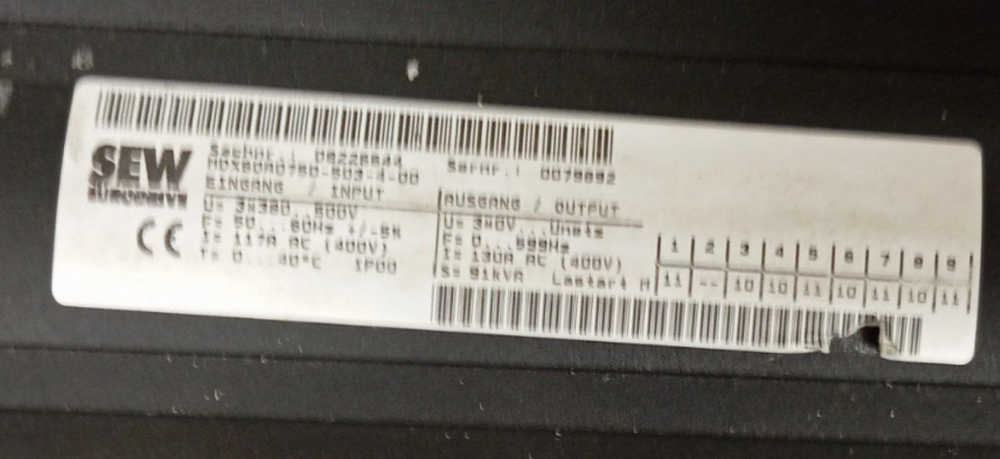 SEW
EURODRIVE
SachNr.: 08226644 SerNr.: 0079892
MDX60A0750-503-4-00
EINGANG / INPUT
U= 3x380..500V
F= 50...60Hz +/-5%
I= 117A AC (400V)
T= 0...40°C IP00
AUSGANG / OUTPUT
U= 3x0V...Unetz
F= 0...599Hz
I= 130A AC (400V)
S= 91kVA Lastart M
1 2 3 4 5 6 7 8 9
11 -- 10 10 11 10 11 10 11
CE